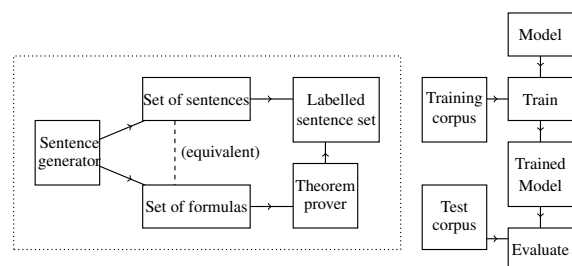 Sentence
generator
Set of sentences
(equivalent)
Set of formulas
Labelled
sentence set
Theorem
prover
Model
Training
corpus
Train
Trained
Model
Test
corpus
Evaluate